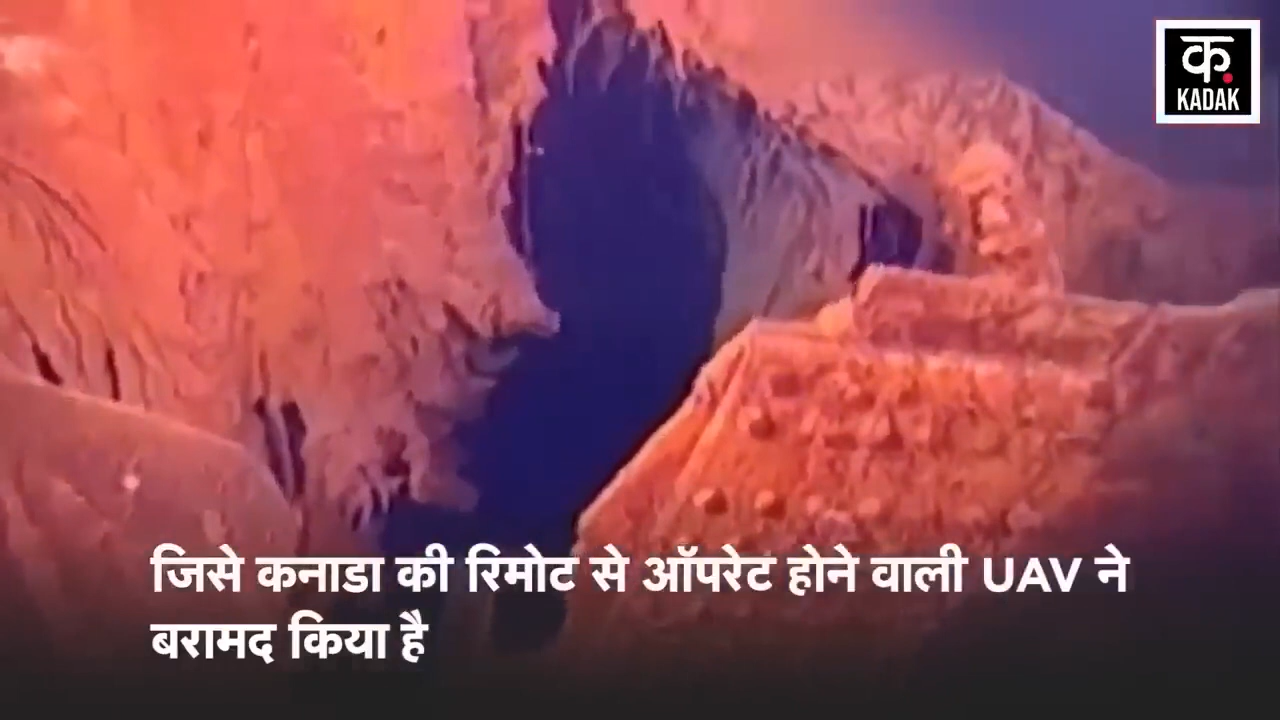 क.
KADAK
जिसे कनाडा की रिमोट से ऑपरेट होने वाली UAV ने
बरामद किया है